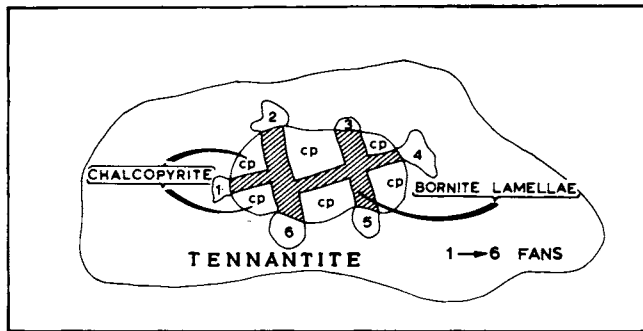 2
3
cp
cp
cp
4
CHALCOPYRITE
1
cp
cp
cp
BORNITE LAMELLAE
6
5
TENNANTITE
1→6 FANS